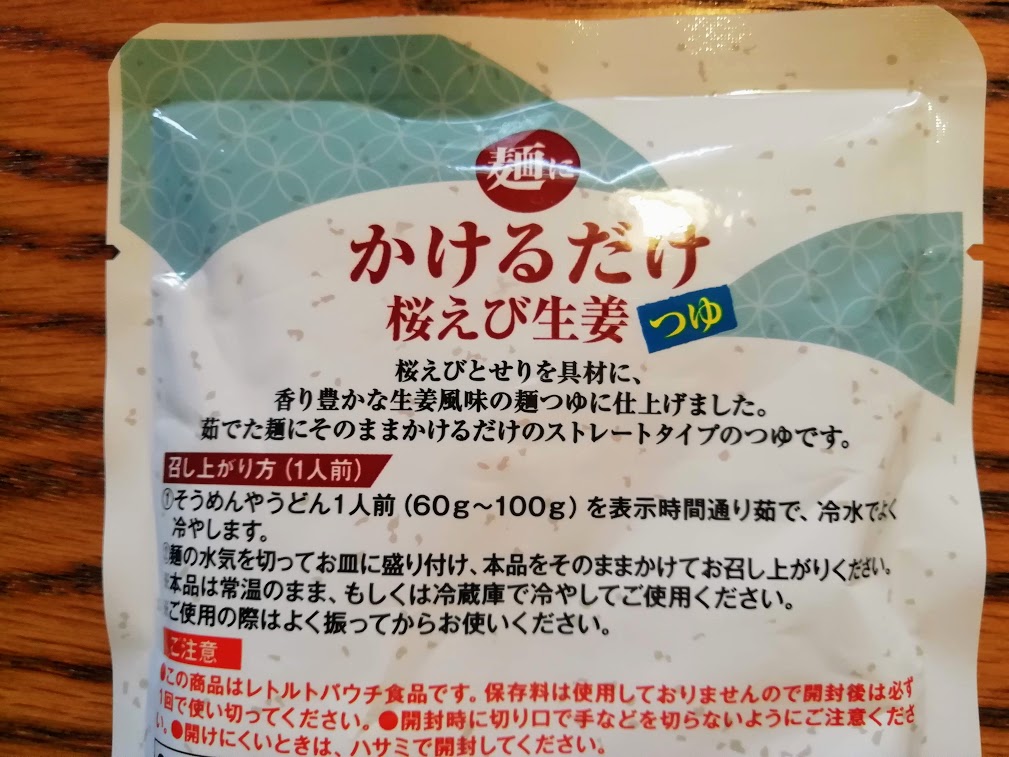 麺に
かけるだけ
桜えび生姜 つゆ
桜えびとせりを具材に、
香り豊かな生姜風味の麺つゆに仕上げました。
茹でた麺にそのままかけるだけのストレートタイプのつゆです。
召し上がり方(1人前)
①そうめんやうどん1人前(60g~100g)を表示時間通り茹で、冷水でよく
冷やします。
②麺の水気を切ってお皿に盛り付け、本品をそのままかけてお召し上がりください。
※本品は常温のまま、もしくは冷蔵庫で冷やしてご使用ください。
※ご使用の際はよく振ってからお使いください。
ご注意
●この商品はレトルトパウチ食品です。保存料は使用しておりませんので開封後は必ず
1回で使い切ってください。●開封時に切り口で手などを切らないようにご注意くださ
い。●開けにくいときは、ハサミで開封してください。